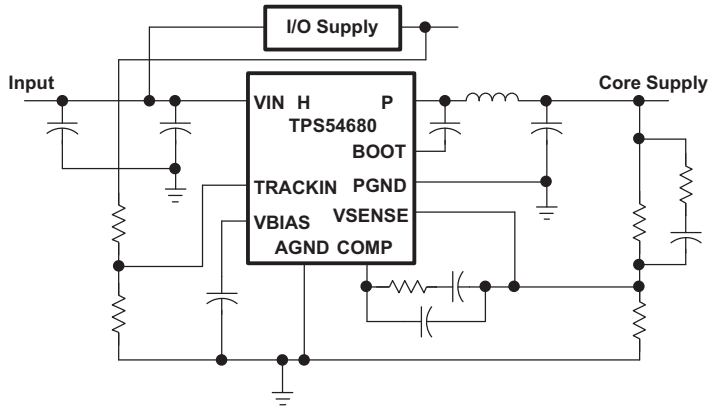 I/O Supply
Input
Core Supply
VIN H P
TPS54680
BOOT
TRACKIN PGND
VBIAS VSENSE
AGND COMP